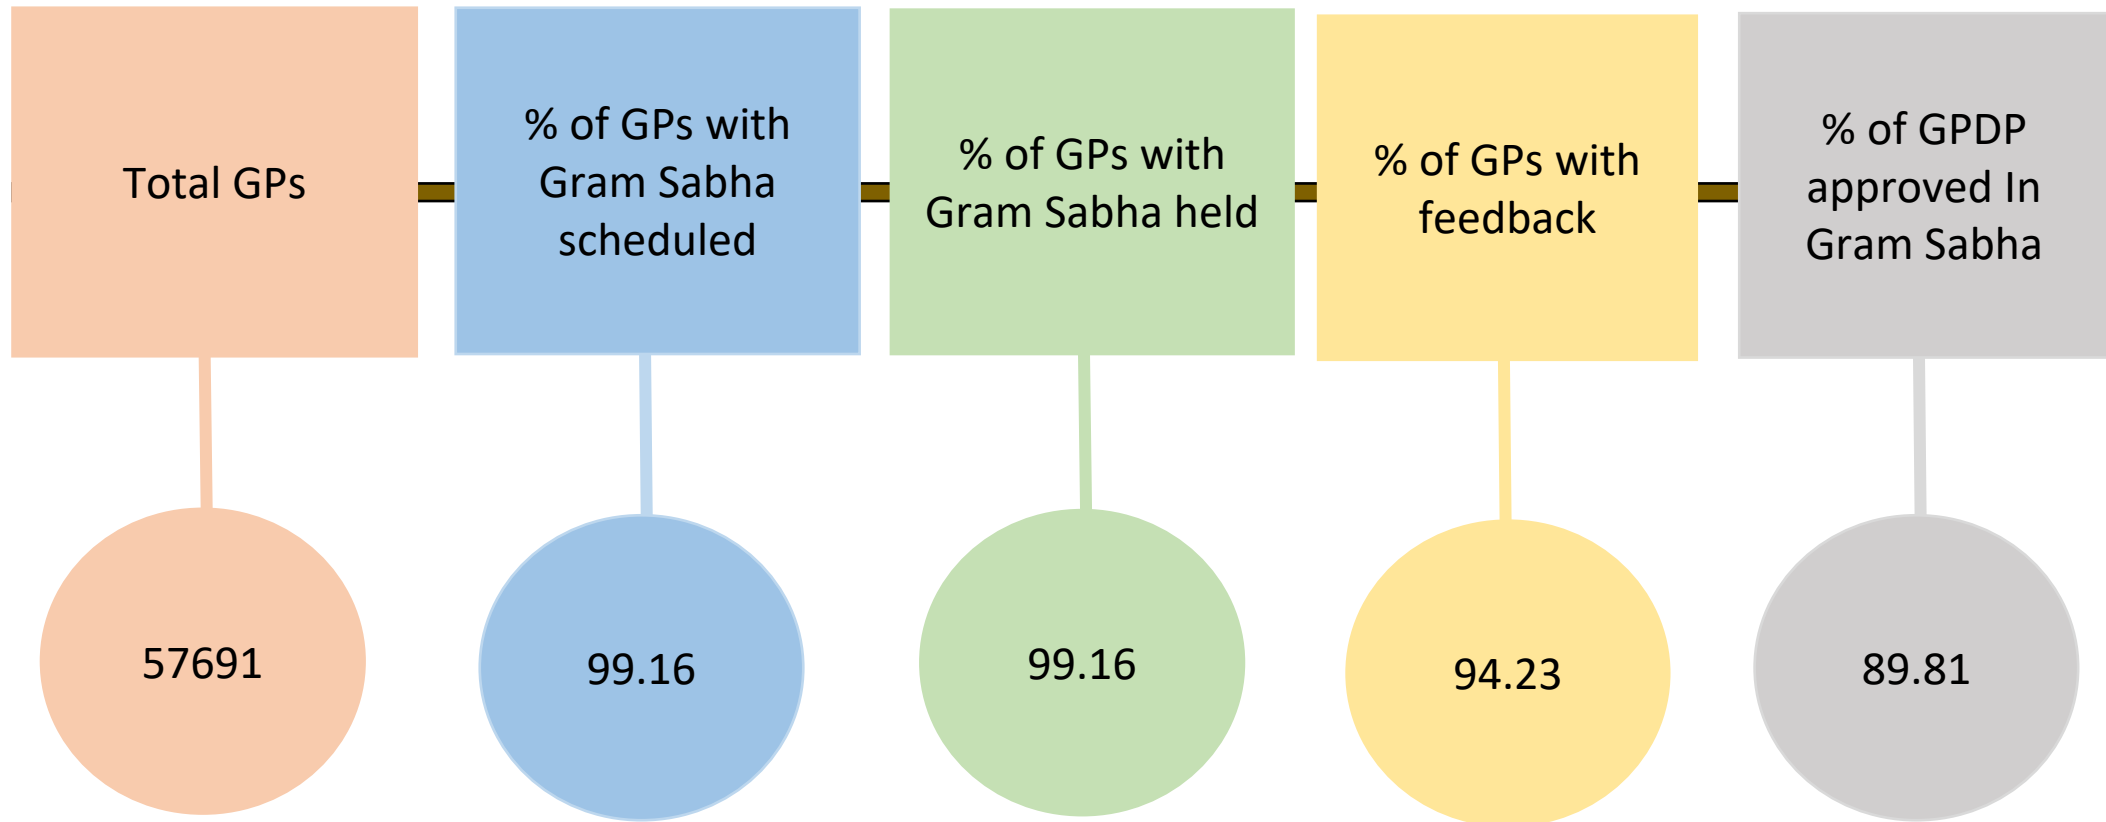 Total GPs
% of GPs with
Gram Sabha
scheduled
% of GPs with
Gram Sabha held
% of GPs with
feedback
% of GPDP
approved In
Gram Sabha
57691
99.16
99.16
94.23
89.81